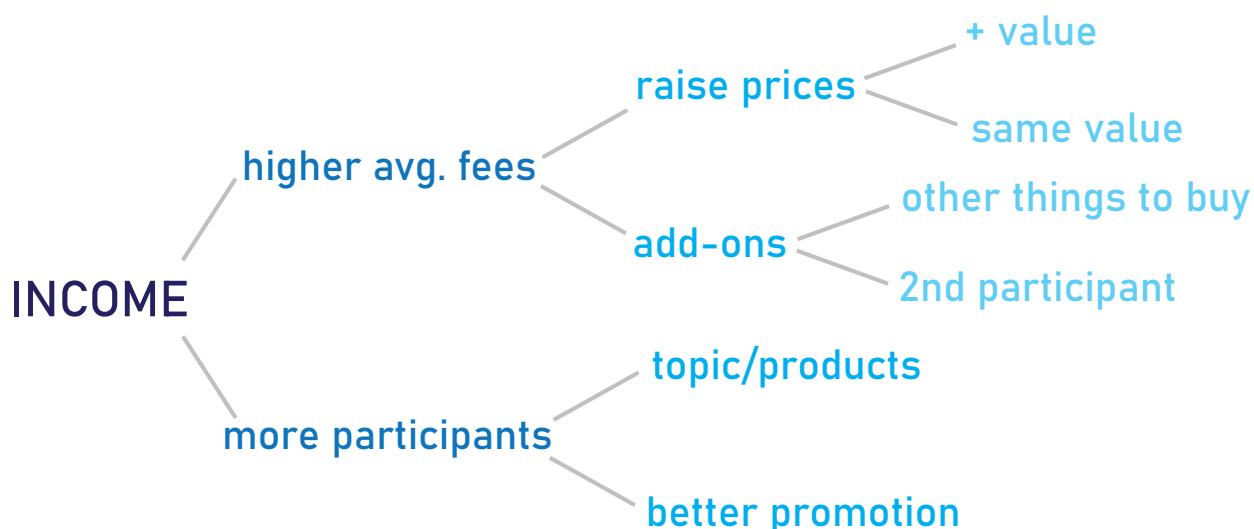 + value
raise prices
same value
higher avg. fees
other things to buy
add-ons
2nd participant
INCOME
topic/products
more participants
better promotion